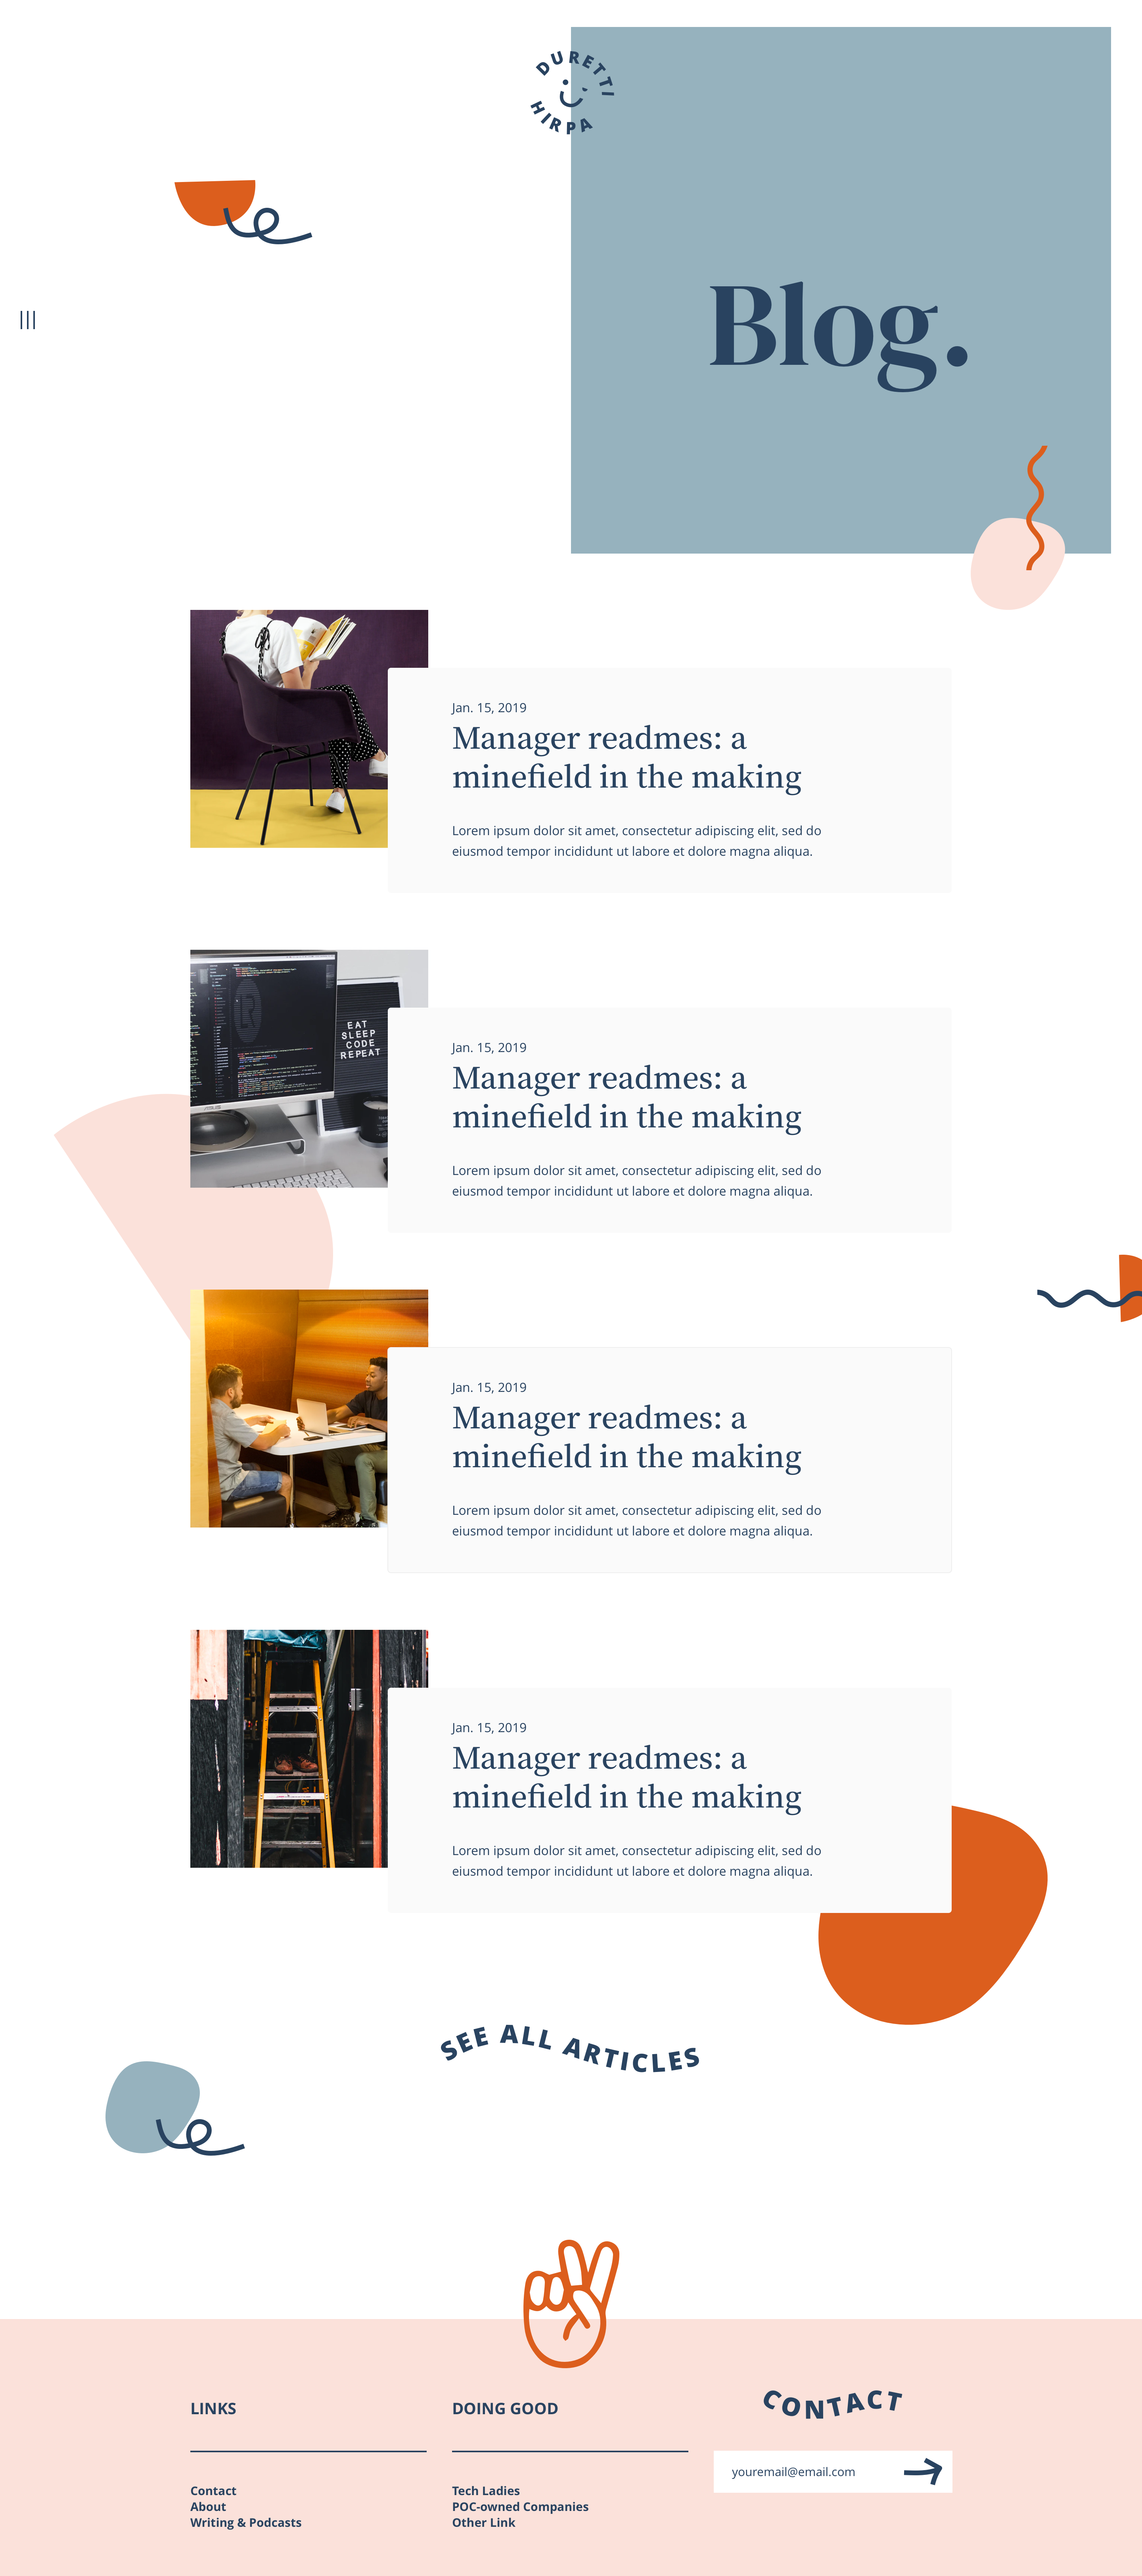 DURETTI
HIRPA
Blog.
Jan. 15, 2019
Manager readmes: a
minefield in the making
Lorem ipsum dolor sit amet, consectetur adipiscing elit, sed do
eiusmod tempor incididunt ut labore et dolore magna aliqua.
EAT
SLEEP
CODE
REPEAT
Jan. 15, 2019
Manager readmes: a
minefield in the making
Lorem ipsum dolor sit amet, consectetur adipiscing elit, sed do
eiusmod tempor incididunt ut labore et dolore magna aliqua.
Jan. 15, 2019
Manager readmes: a
minefield in the making
Lorem ipsum dolor sit amet, consectetur adipiscing elit, sed do
eiusmod tempor incididunt ut labore et dolore magna aliqua.
Jan. 15, 2019
Manager readmes: a
minefield in the making
Lorem ipsum dolor sit amet, consectetur adipiscing elit, sed do
eiusmod tempor incididunt ut labore et dolore magna aliqua.
SEE ALL ARTICLES
LINKS
Contact
About
Writing & Podcasts
DOING GOOD
Tech Ladies
POC-owned Companies
Other Link
CONTACT
youremail@email.com